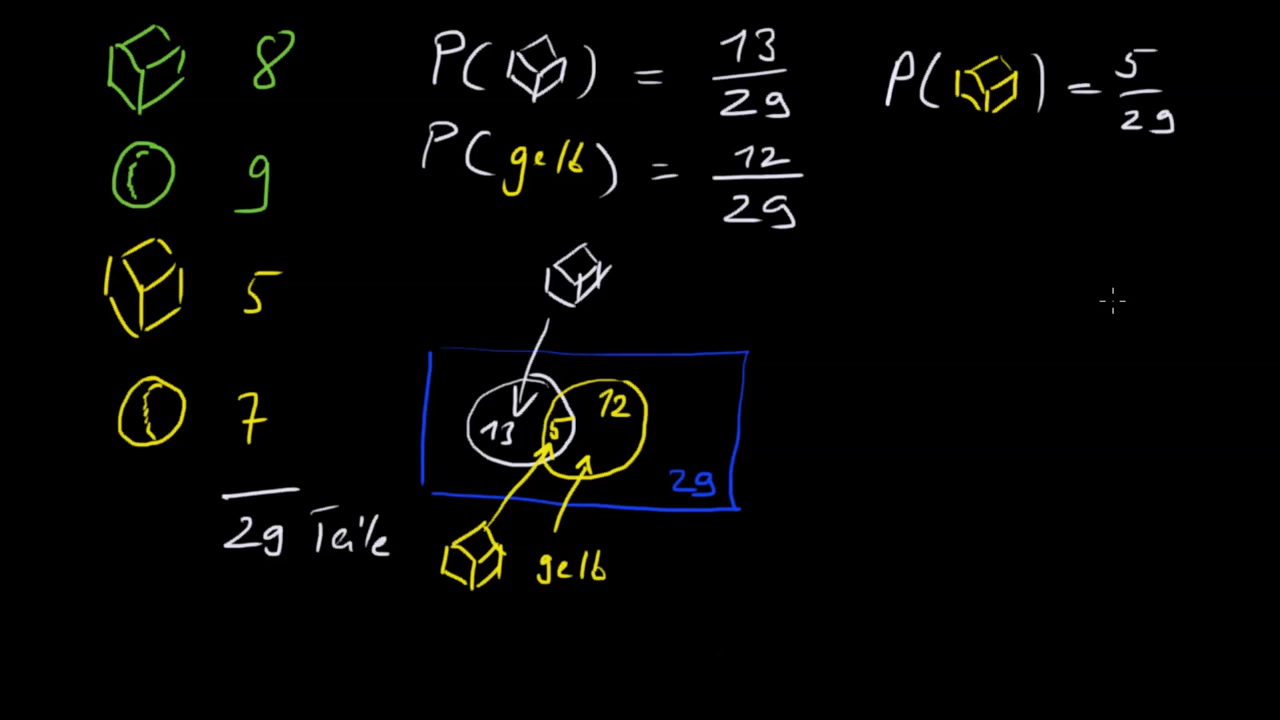 8
9
5
7
29 Teile
P( ) = 13/29
P(gelb) = 12/29
P( ) = 5/29
13 5 12
29
gelb